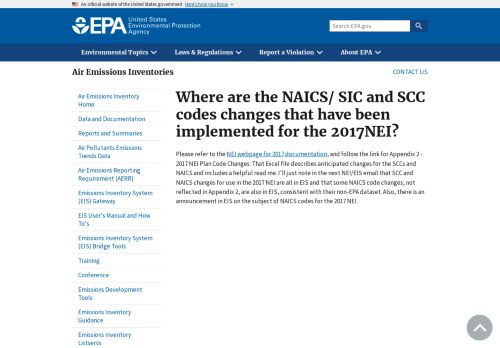 An official website of the United States government Here's how you know
EPA United States
Environmental Protection
Agency
Search EPA.gov
Environmental Topics Laws & Regulations Report a Violation About EPA
Air Emissions Inventories
CONTACT US
Air Emissions Inventory
Home
Data and Documentation
Reports and Summaries
Air Pollutants Emissions
Trends Data
Air Emissions Reporting
Requirement (AERR)
Emissions Inventory System
(EIS) Gateway
EIS User's Manual and How
To's
Emissions Inventory System
(EIS) Bridge Tools
Training
Conference
Emissions Development
Tools
Emissions Inventory
Guidance
Emissions Inventory
Listservs
Where are the NAICS/ SIC and SCC
codes changes that have been
implemented for the 2017NEI?
Please refer to the NEI webpage for 2017 documentation, and follow the link for Appendix 2 -
2017 NEI Plan Code Changes. That Excel file describes anticipated changes for the SCCs and
NAICS and includes a helpful read me. I'll just note in the next NEI/EIS email that SCC and
NAICS changes for use in the 2017 NEI are all in EIS and that some NAICS code changes, not
reflected in Appendix 2, are also in EIS, consistent with their non-EPA dataset. Also, there is an
announcement in EIS on the subject of NAICS codes for the 2017 NEI.